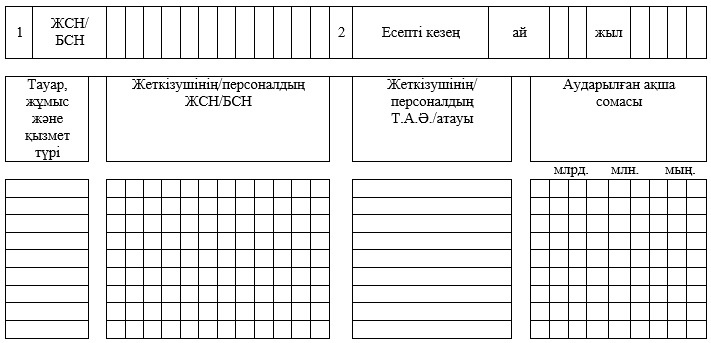 1 ЖСН/ БСН 2 Есепті кезең ай жыл
Тауар, жұмыс және қызмет түрі
Жеткізушінің/персоналдың ЖСН/БСН
Жеткізушінің/ персоналдың Т.А.Ә./атауы
Аударылған ақша сомасы
млрд. млн. мың.